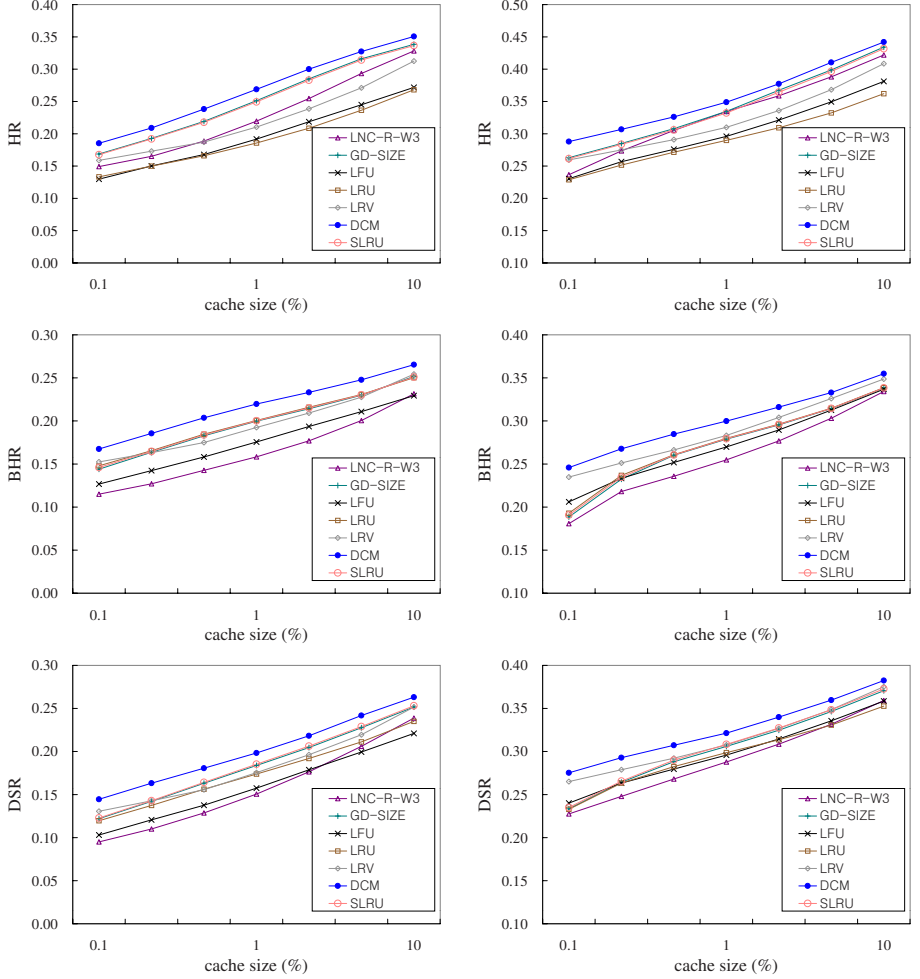 0.40
0.35
0.30
0.25
0.20
0.15
0.10
0.05
0.00
HR
0.1
1
10
cache size (%)
LNC-R-W3
GD-SIZE
LFU
LRU
LRV
DCM
SLRU
0.50
0.45
0.40
0.35
0.30
0.25
0.20
0.15
0.10
HR
0.1
1
10
cache size (%)
LNC-R-W3
GD-SIZE
LFU
LRU
LRV
DCM
SLRU
0.30
0.25
0.20
0.15
0.10
0.05
0.00
BHR
0.1
1
10
cache size (%)
LNC-R-W3
GD-SIZE
LFU
LRU
LRV
DCM
SLRU
0.40
0.35
0.30
0.25
0.20
0.15
0.10
BHR
0.1
1
10
cache size (%)
LNC-R-W3
GD-SIZE
LFU
LRU
LRV
DCM
SLRU
0.30
0.25
0.20
0.15
0.10
0.05
0.00
DSR
0.1
1
10
cache size (%)
LNC-R-W3
GD-SIZE
LFU
LRU
LRV
DCM
SLRU
0.40
0.35
0.30
0.25
0.20
0.15
0.10
DSR
0.1
1
10
cache size (%)
LNC-R-W3
GD-SIZE
LFU
LRU
LRV
DCM
SLRU